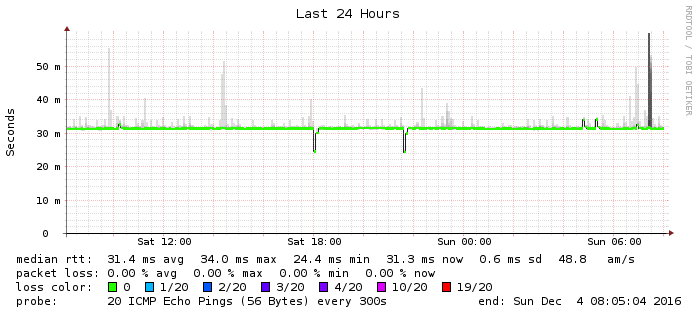 Last 24 Hours
RRDTOOL / TOBI OETIKER
Seconds
50 m
40 m
30 m
20 m
10 m
0
Sat 12:00 Sat 18:00 Sun 00:00 Sun 06:00
median rtt: 31.4 ms avg 34.0 ms max 24.4 ms min 31.3 ms now 0.6 ms sd 48.8 am/s
packet loss: 0.00 % avg 0.00 % max 0.00 % min 0.00 % now
loss color: 0 1/20 2/20 3/20 4/20 10/20 19/20
probe: 20 ICMP Echo Pings (56 Bytes) every 300s end: Sun Dec 4 08:05:04 2016